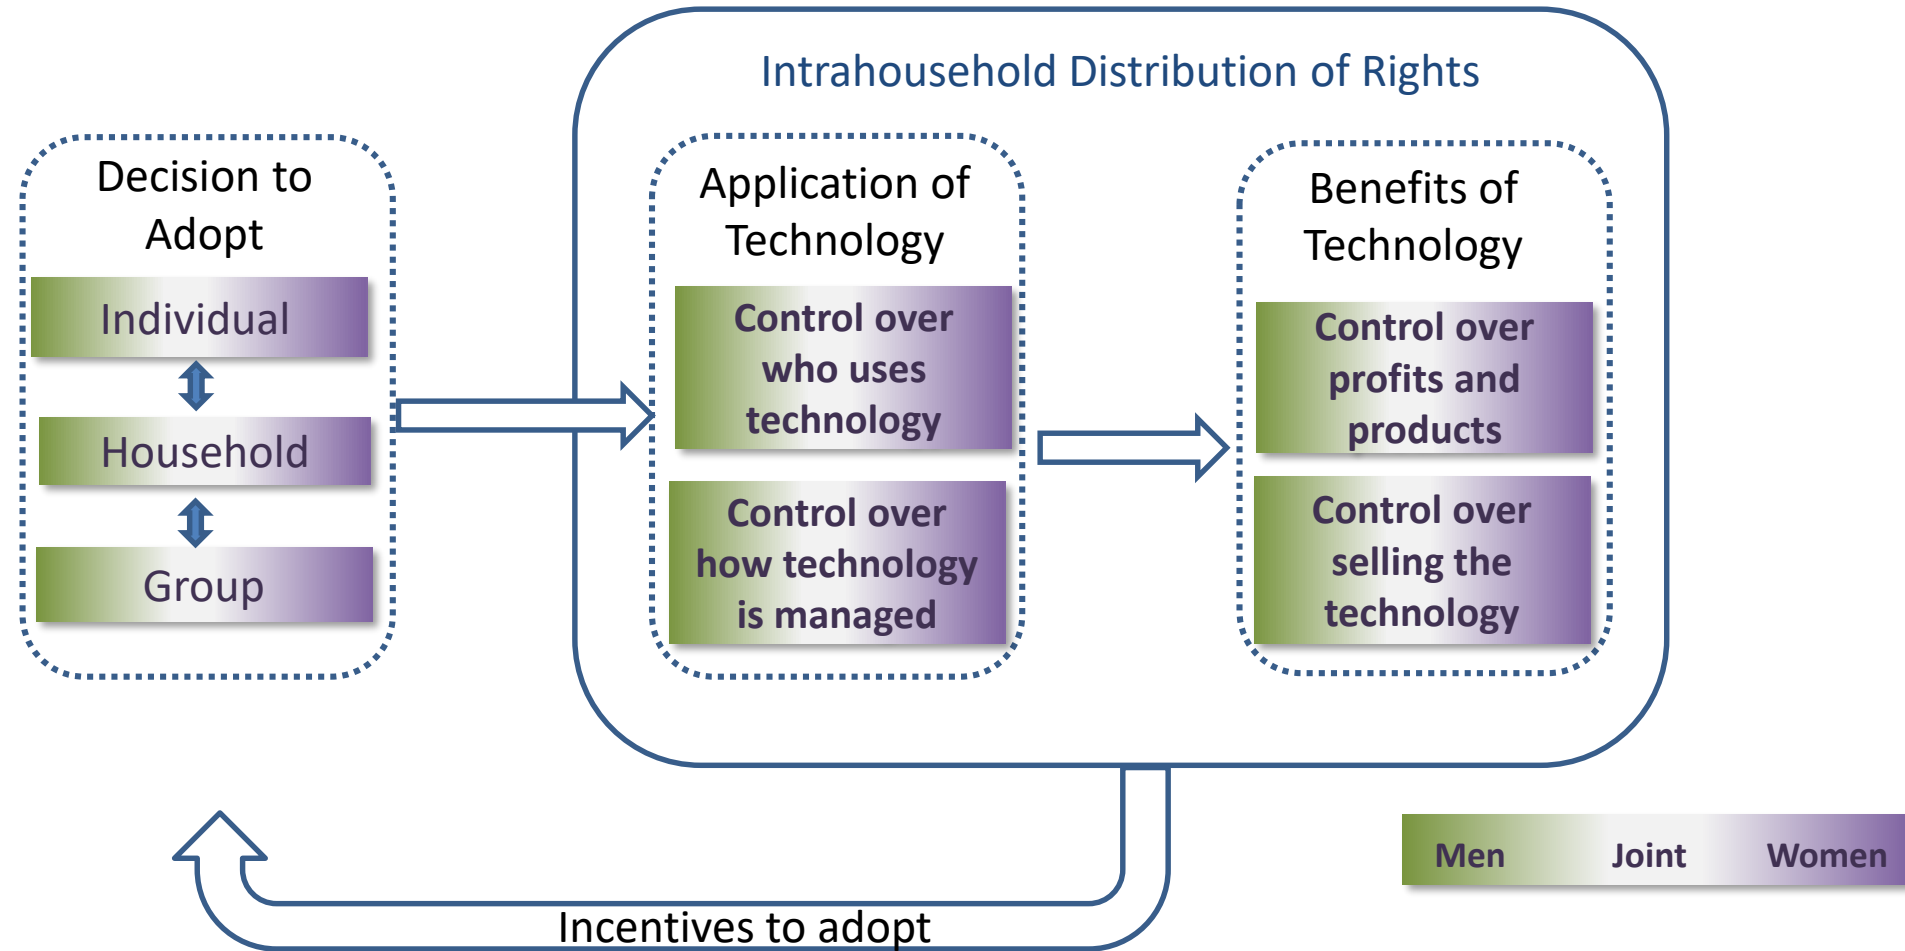 Intrahousehold Distribution of Rights
Decision to
Adopt
Individual
Household
Group
Application of
Technology
Control over
who uses
technology
Control over
how technology
is managed
Benefits of
Technology
Control over
profits and
products
Control over
selling the
technology
Incentives to adopt
Men Joint Women